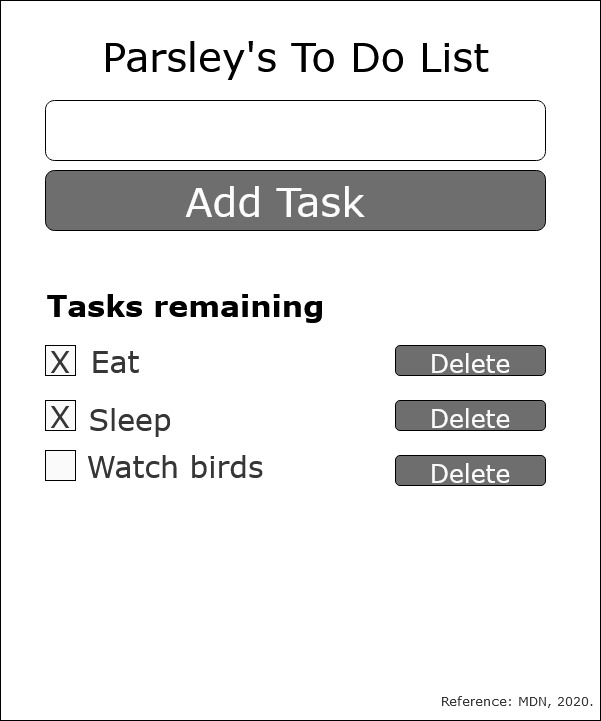 Parsley's To Do List
Add Task
Tasks remaining
X Eat Delete
X Sleep Delete
Watch birds Delete
Reference: MDN, 2020.